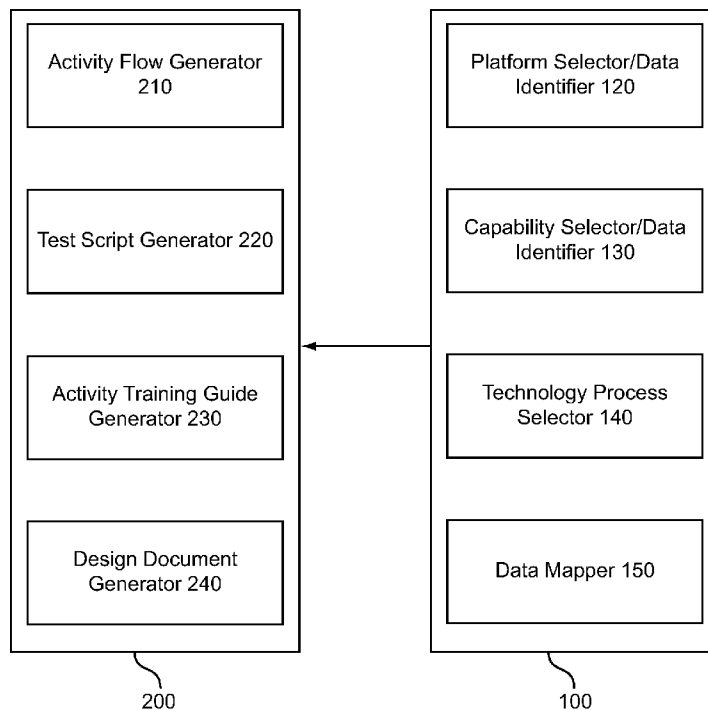 Activity Flow Generator
210
Test Script Generator 220
Activity Training Guide
Generator 230
Design Document
Generator 240
200
Platform Selector/Data
Identifier 120
Capability Selector/Data
Identifier 130
Technology Process
Selector 140
Data Mapper 150
100